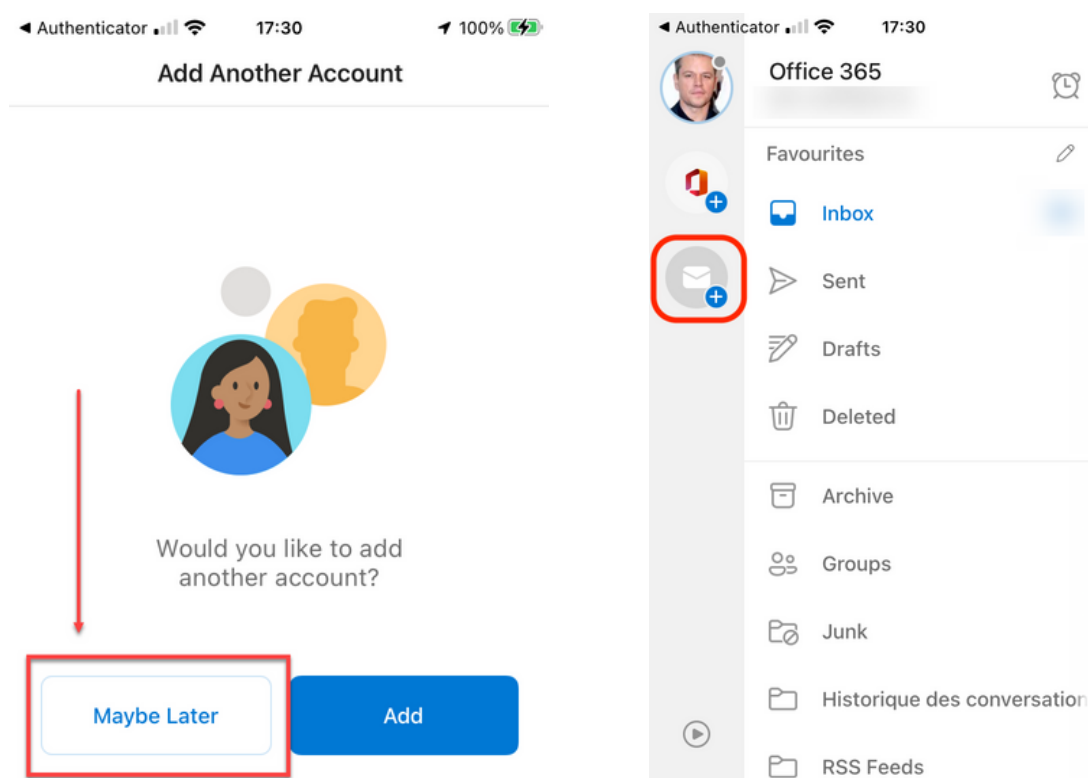 Authenticator
17:30
100%
Add Another Account
Would you like to add
another account?
Maybe Later
Add
Authenticator
17:30
Office 365
Favourites
Inbox
Sent
Drafts
Deleted
Archive
Groups
Junk
Historique des conversation
RSS Feeds